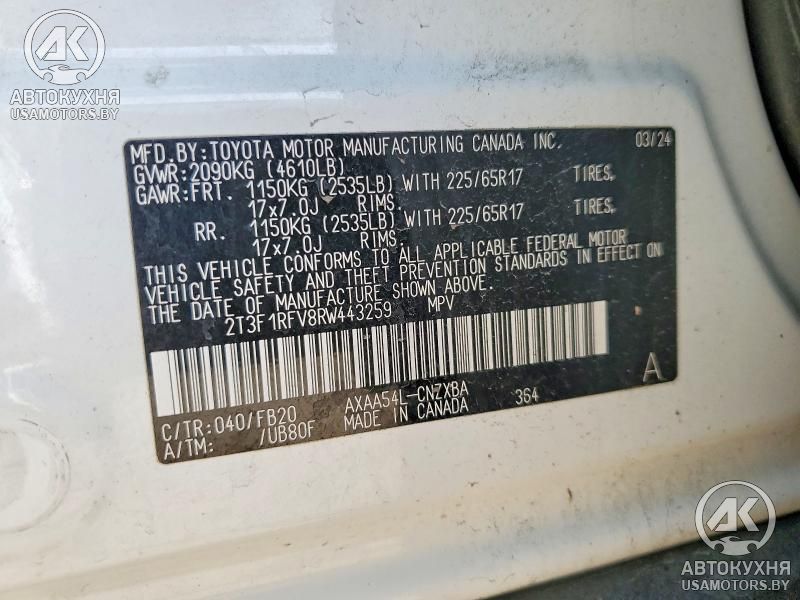 AK
АВТОКУХНЯ
USAMOTORS.BY
MFD.BY:TOYOTA MOTOR MANUFACTURING CANADA INC. 03/24
GVWR:2090KG (4610LB)
GAWR:FRT. 1150KG (2535LB) WITH 225/65R17 TIRES,
17x7.0J RIMS,
RR. 1150KG (2535LB) WITH 225/65R17 TIRES,
17x7.0J RIMS.
THIS VEHICLE CONFORMS TO ALL APPLICABLE FEDERAL MOTOR
VEHICLE SAFETY AND THEFT PREVENTION STANDARDS IN EFFECT ON
THE DATE OF MANUFACTURE SHOWN ABOVE.
2T3F1RFV8RW443259 MPV
A
C/TR:040/FB20 AXAA54L-CNZXBA 364
A/TM: /UB80F MADE IN CANADA
AK
АВТОКУХНЯ
USAMOTORS.BY